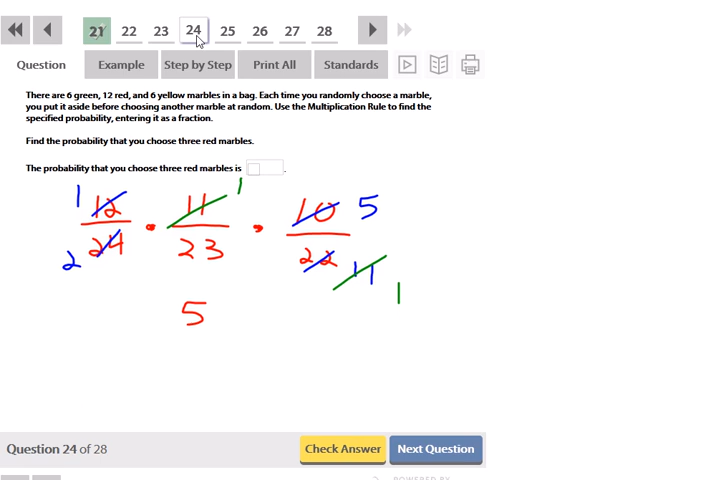 21 22 23 24 25 26 27 28
Question Example Step by Step Print All Standards
There are 6 green, 12 red, and 6 yellow marbles in a bag. Each time you randomly choose a marble,
you put it aside before choosing another marble at random. Use the Multiplication Rule to find the
specified probability, entering it as a fraction.
Find the probability that you choose three red marbles.
The probability that you choose three red marbles is .
1 12 11 1 10 5
2 24 · 23 · 22 11 1
5
Question 24 of 28 Check Answer Next Question
POWERED BY